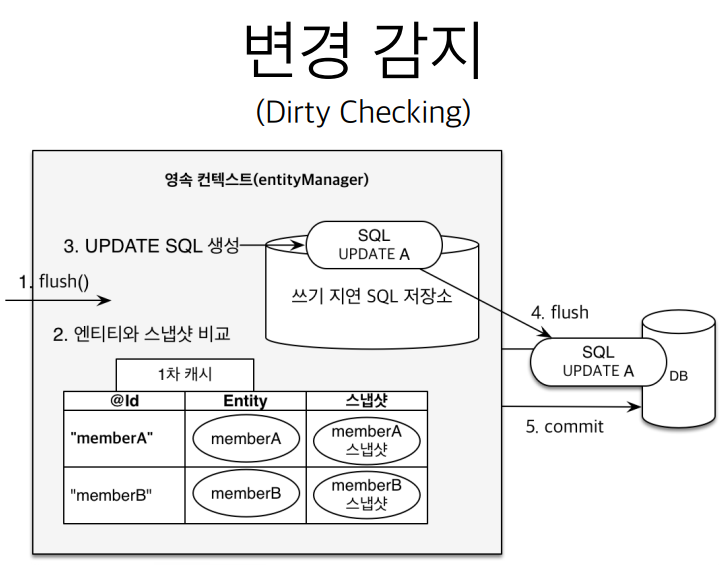 변경 감지
(Dirty Checking)
영속 컨텍스트(entityManager)
3. UPDATE SQL 생성
SQL
UPDATE A
쓰기 지연 SQL 저장소
1. flush()
2. 엔티티와 스냅샷 비교
4. flush
SQL
UPDATE A
DB
5. commit
1차 캐시
@Id Entity 스냅샷
"memberA" memberA memberA
스냅샷
"memberB" memberB memberB
스냅샷